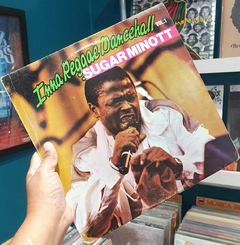 Inna Reggae Dancehall VOL.1
SUGAR MINOTT